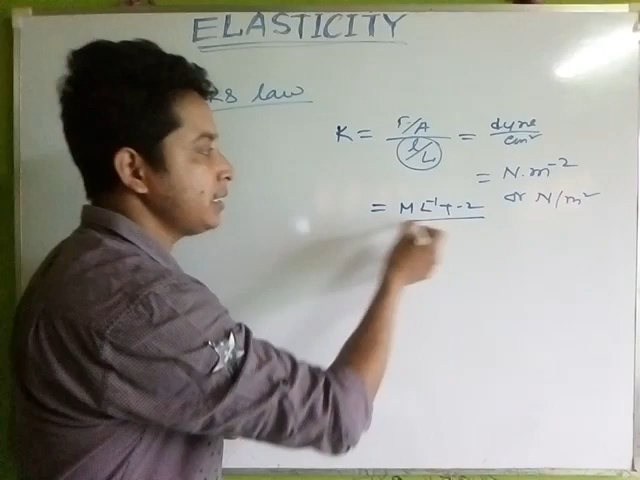 ELASTICITY
law
K = F/A / l/L = dyne/cm²
= N.m⁻²
= ML⁻¹T⁻² or N/m²